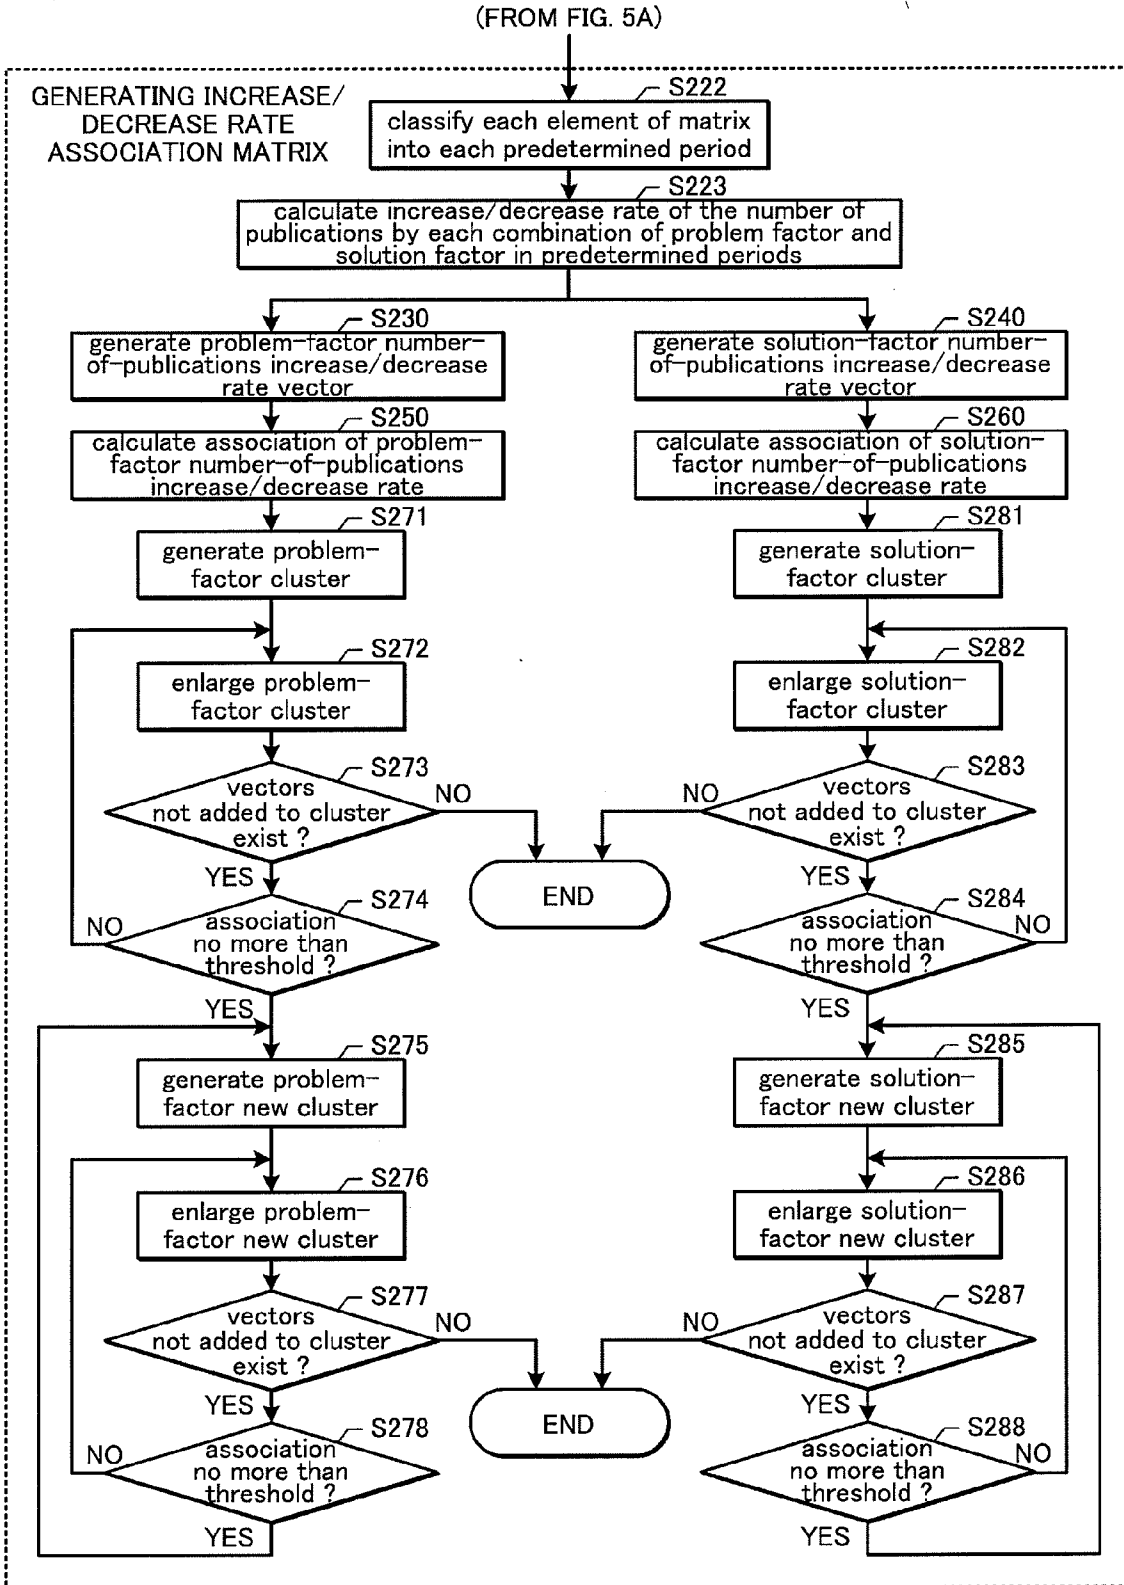 (FROM FIG. 5A)
GENERATING INCREASE/
DECREASE RATE
ASSOCIATION MATRIX
S222
classify each element of matrix
into each predetermined period
S223
calculate increase/decrease rate of the number of
publications by each combination of problem factor and
solution factor in predetermined periods
S230
generate problem-factor number-
of-publications increase/decrease
rate vector
S240
generate solution-factor number-
of-publications increase/decrease
rate vector
S250
calculate association of problem-
factor number-of-publications
increase/decrease rate
S260
calculate association of solution-
factor number-of-publications
increase/decrease rate
S271
generate problem-
factor cluster
S281
generate solution-
factor cluster
S272
enlarge problem-
factor cluster
S282
enlarge solution-
factor cluster
S273
vectors
not added to cluster
exist ?
NO
YES
S283
vectors
not added to cluster
exist ?
NO
YES
END
S274
association
no more than
threshold ?
NO
YES
S284
association
no more than
threshold ?
NO
YES
S275
generate problem-
factor new cluster
S285
generate solution-
factor new cluster
S276
enlarge problem-
factor new cluster
S286
enlarge solution-
factor new cluster
S277
vectors
not added to cluster
exist ?
NO
YES
S287
vectors
not added to cluster
exist ?
NO
YES
END
S278
association
no more than
threshold ?
NO
YES
S288
association
no more than
threshold ?
NO
YES